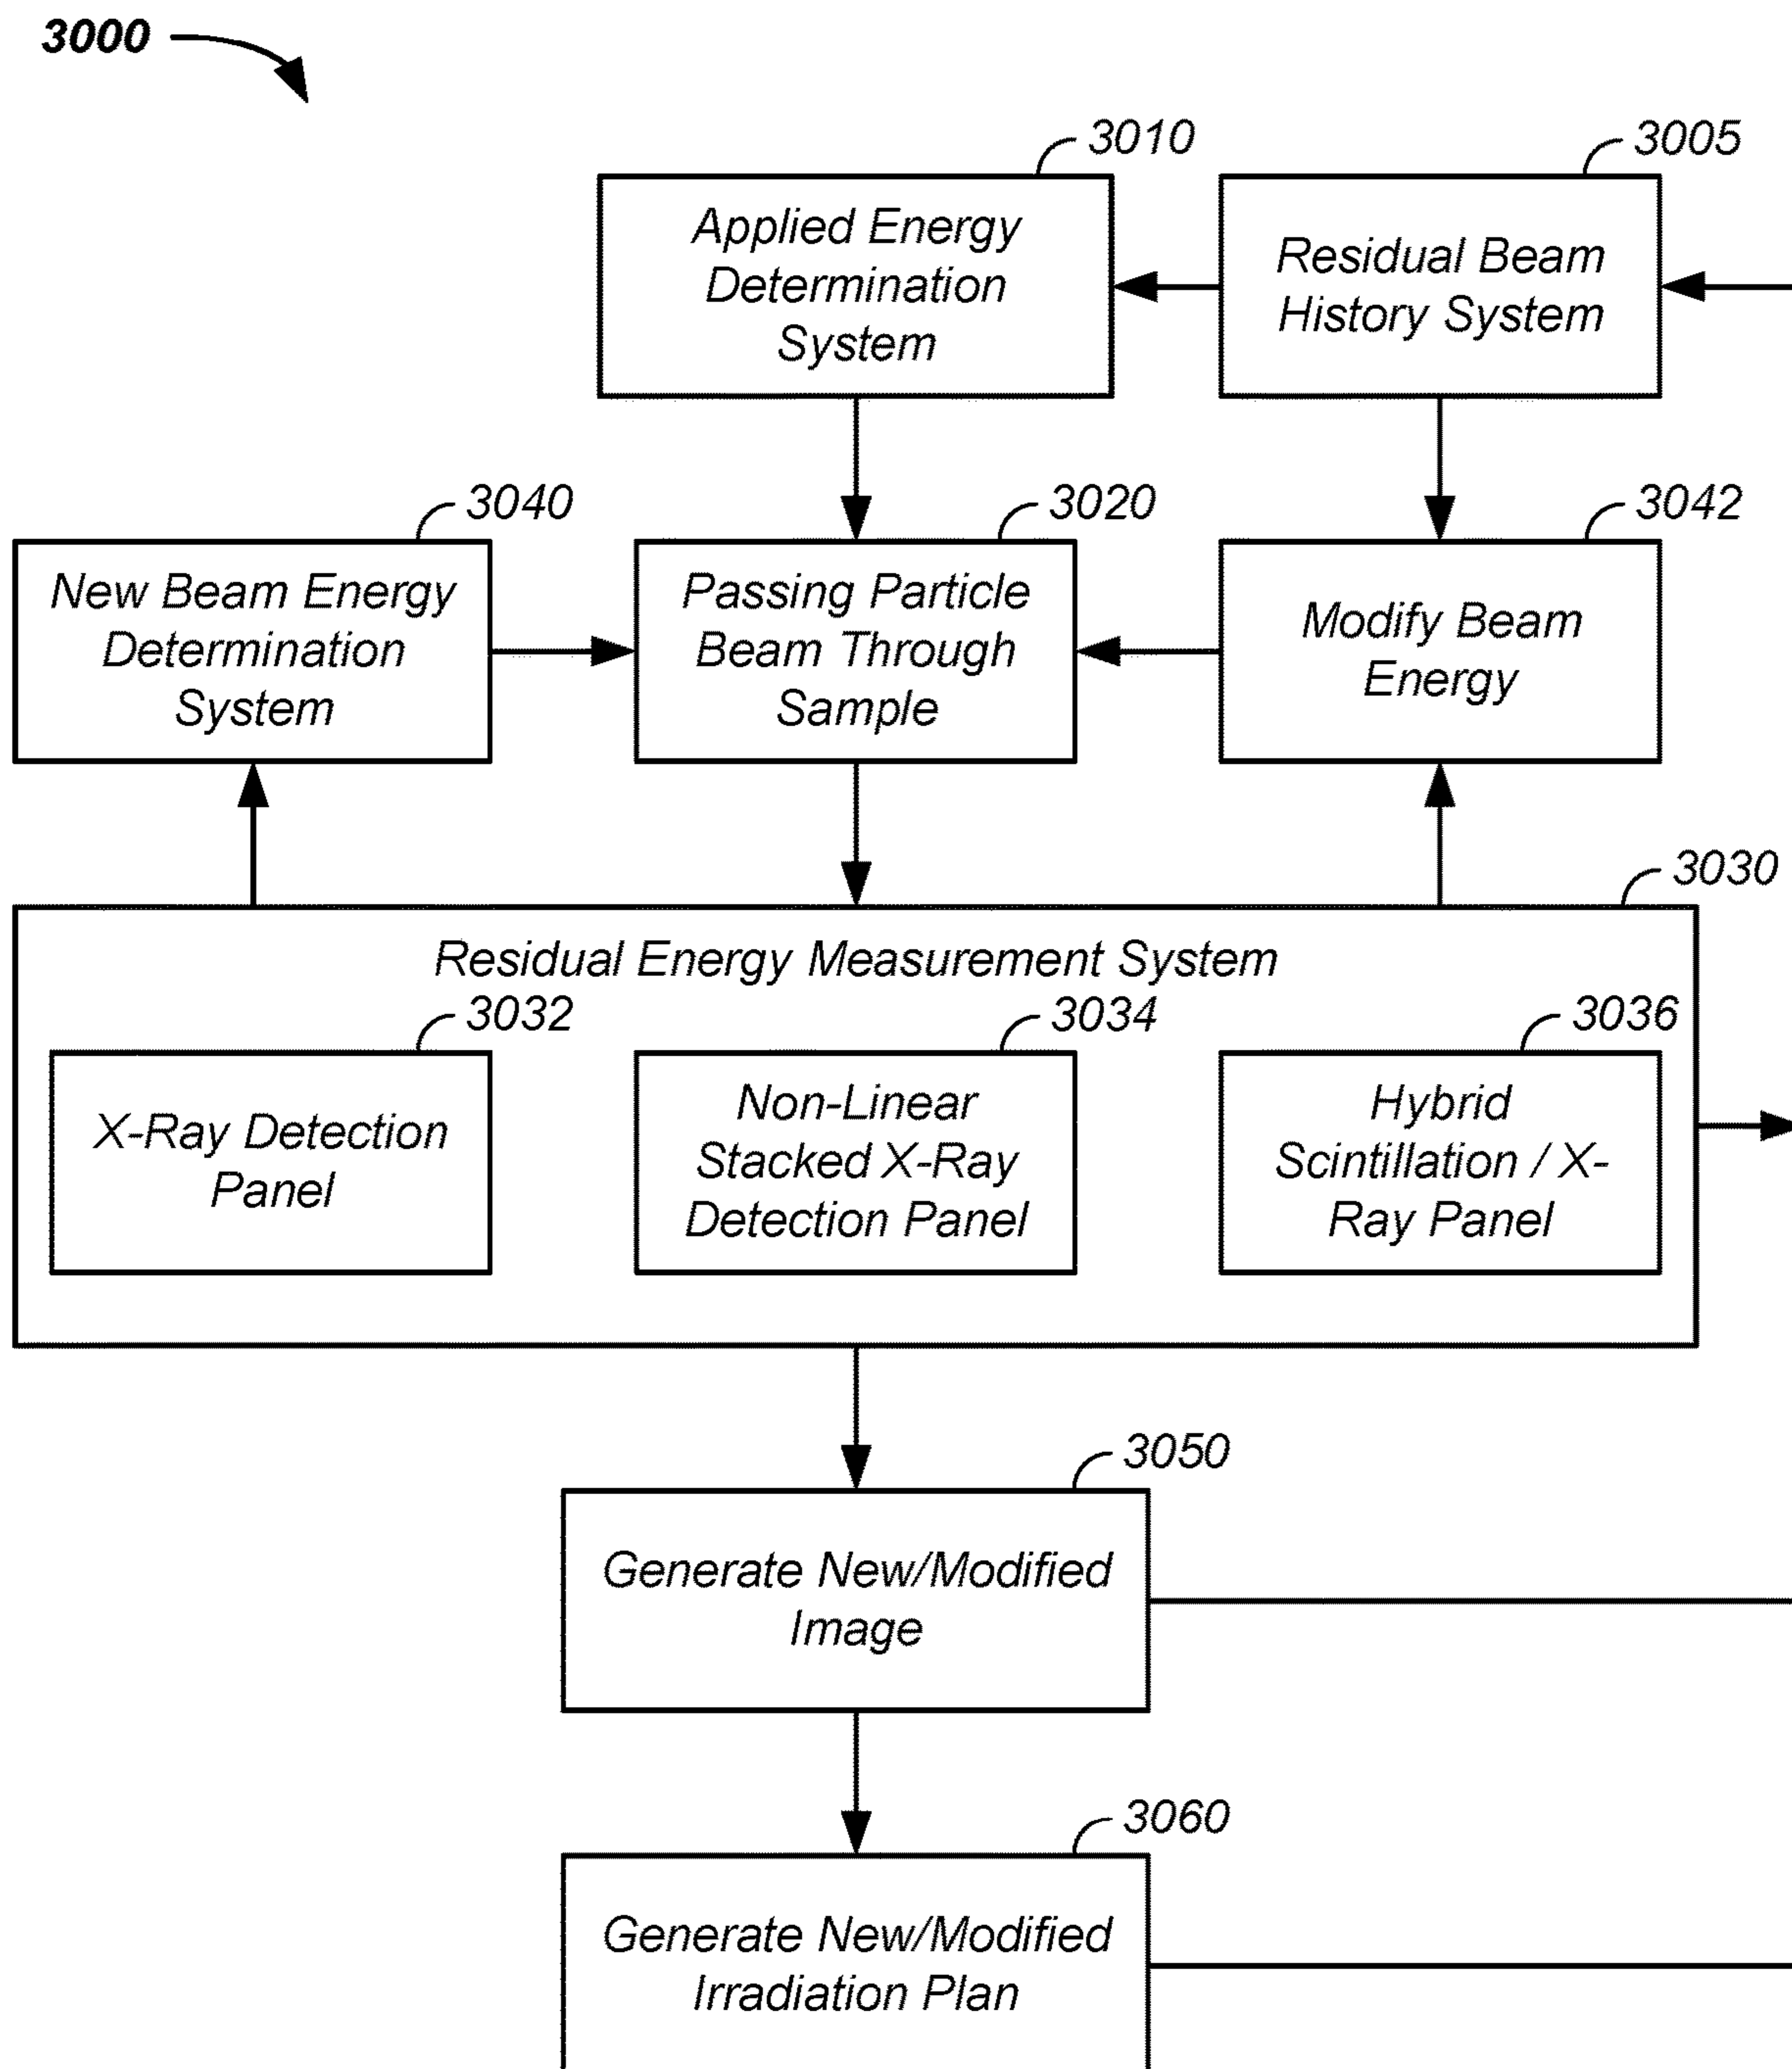 3000
3010
3005
Applied Energy
Determination
System
Residual Beam
History System
3040
3020
3042
New Beam Energy
Determination
System
Passing Particle
Beam Through
Sample
Modify Beam
Energy
3030
Residual Energy Measurement System
3032
3034
3036
X-Ray Detection
Panel
Non-Linear
Stacked X-Ray
Detection Panel
Hybrid
Scintillation / X-
Ray Panel
3050
Generate New/Modified
Image
3060
Generate New/Modified
Irradiation Plan